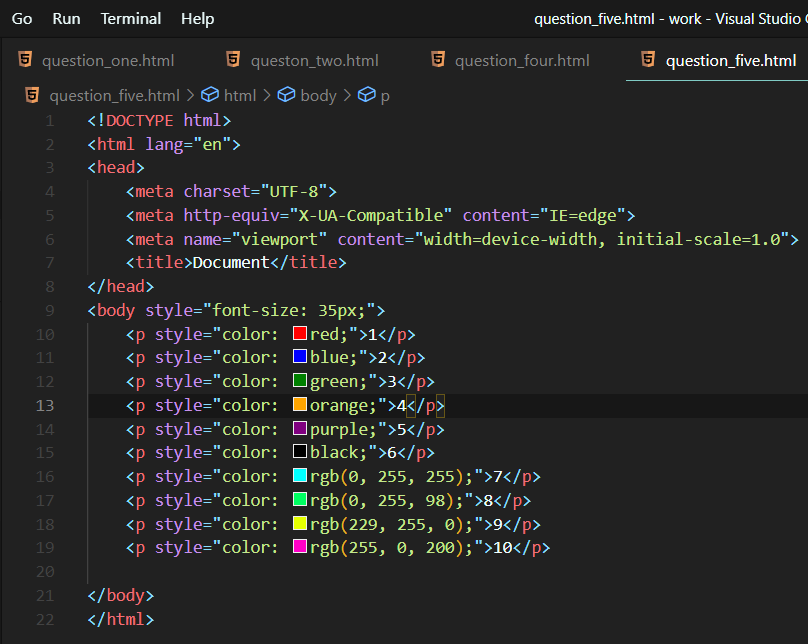 Go Run Terminal Help question_five.html - work - Visual Studio
question_one.html queston_two.html question_four.html question_five.html
question_five.html > html > body > p
1 <!DOCTYPE html>
2 <html lang="en">
3 <head>
4 <meta charset="UTF-8">
5 <meta http-equiv="X-UA-Compatible" content="IE=edge">
6 <meta name="viewport" content="width=device-width, initial-scale=1.0">
7 <title>Document</title>
8 </head>
9 <body style="font-size: 35px;">
10 <p style="color: red;">1</p>
11 <p style="color: blue;">2</p>
12 <p style="color: green;">3</p>
13 <p style="color: orange;">4</p>
14 <p style="color: purple;">5</p>
15 <p style="color: black;">6</p>
16 <p style="color: rgb(0, 255, 255);">7</p>
17 <p style="color: rgb(0, 255, 98);">8</p>
18 <p style="color: rgb(229, 255, 0);">9</p>
19 <p style="color: rgb(255, 0, 200);">10</p>
20
21 </body>
22 </html>